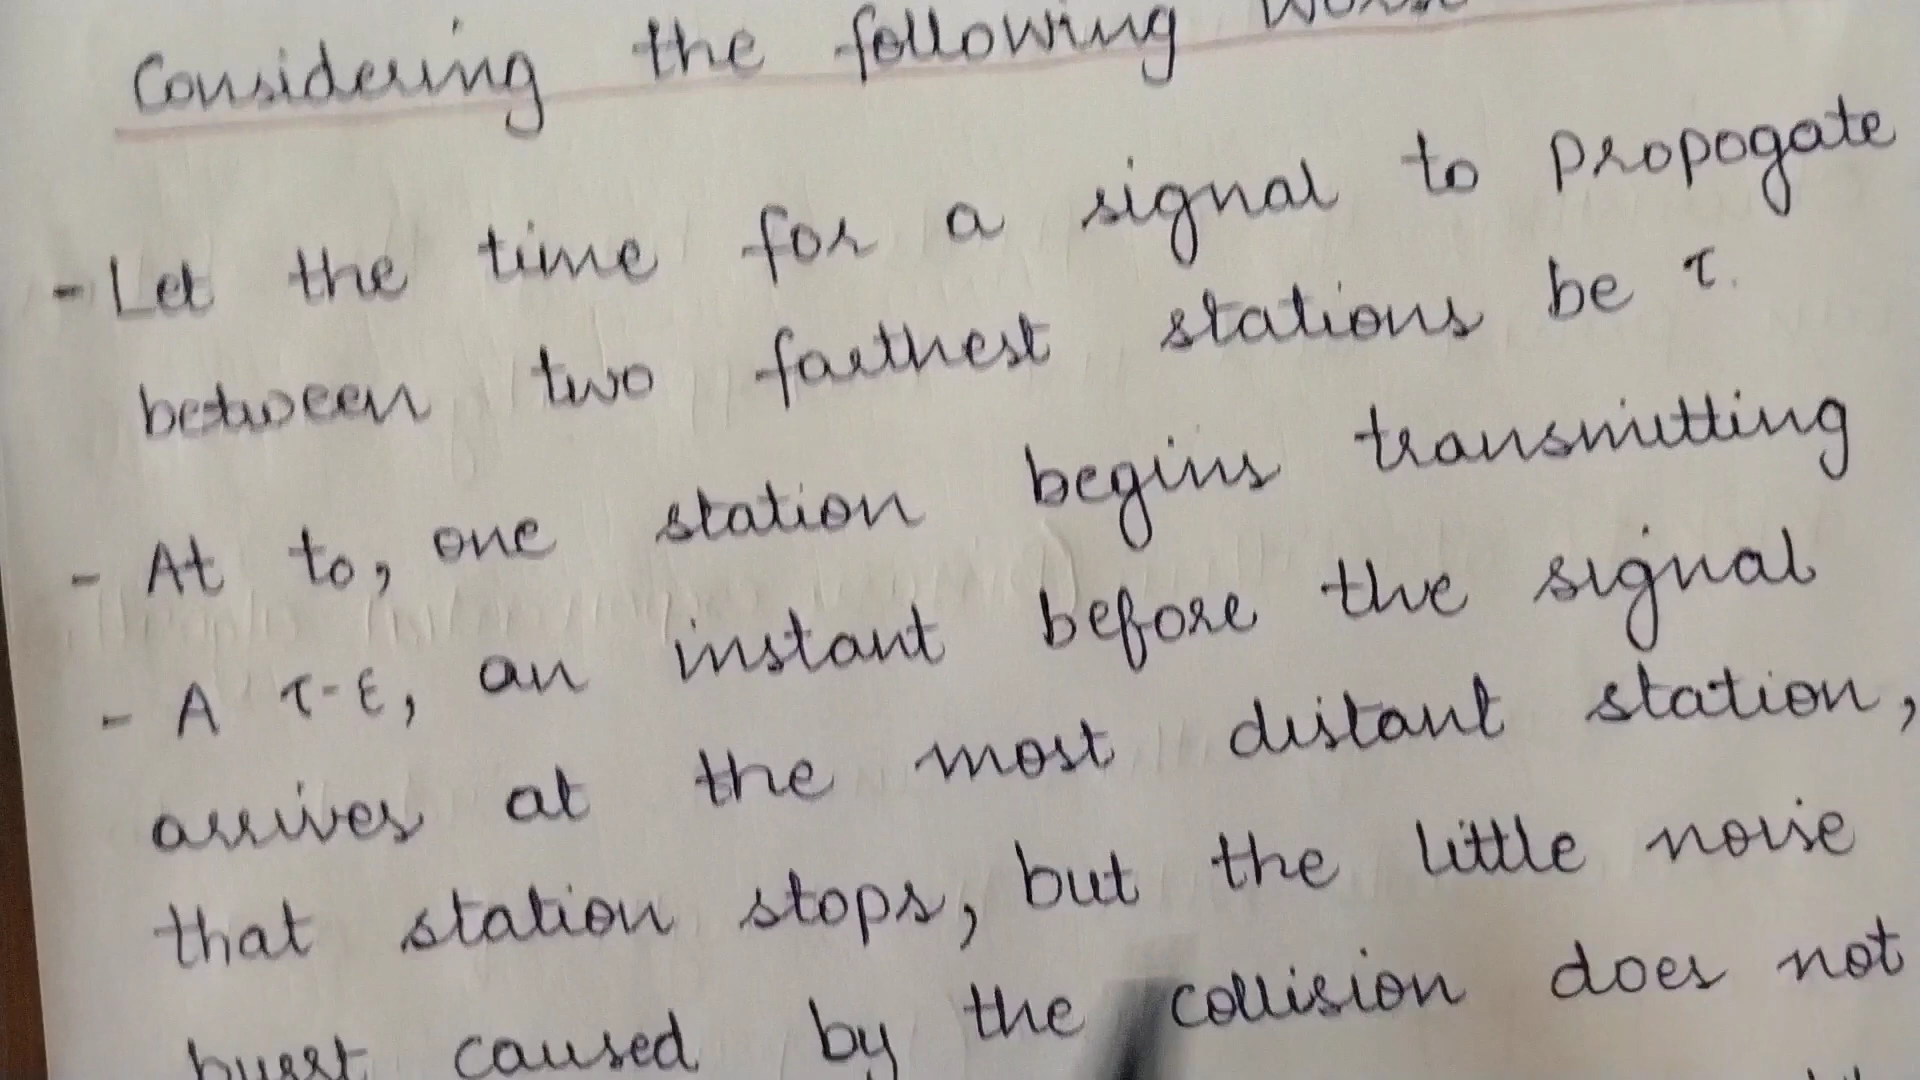 Considering the following
- Let the time for a signal to propogate
between two farthest stations be τ.
- At to, one station begins transmitting
- A τ-ε, an instant before the signal
arrives at the most distant station,
that station stops, but the little noise
burst caused by the collision does not